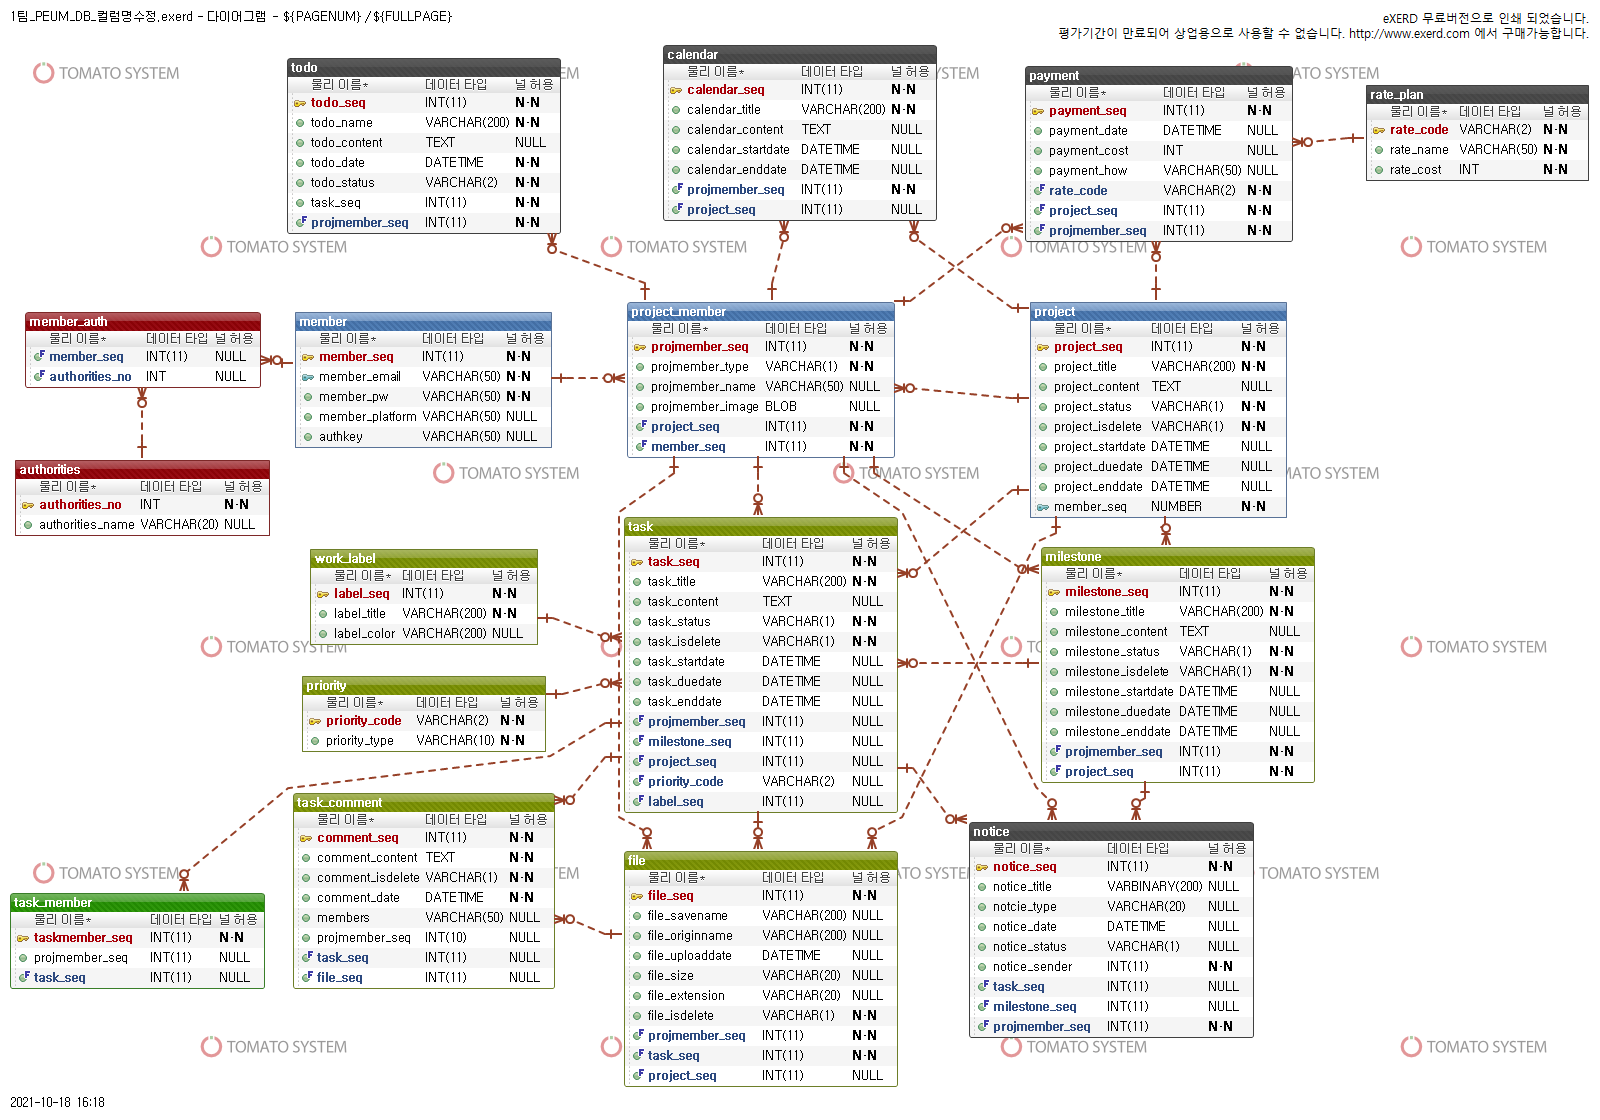 1팀_PEUM_DB_컬럼명수정.exerd - 다이어그램 - ${PAGENUM} /${FULLPAGE}
eXERD 무료버전으로 인쇄 되었습니다.
평가기간이 만료되어 상업용으로 사용할 수 없습니다. http://www.exerd.com 에서 구매가능합니다.
todo
물리 이름* 데이터 타입 널 허용
todo_seq INT(11) N-N
todo_name VARCHAR(200) N-N
todo_content TEXT NULL
todo_date DATETIME N-N
todo_status VARCHAR(2) N-N
task_seq INT(11) N-N
projmember_seq INT(11) N-N
calendar
물리 이름* 데이터 타입 널 허용
calendar_seq INT(11) N-N
calendar_title VARCHAR(200) N-N
calendar_content TEXT NULL
calendar_startdate DATETIME NULL
calendar_enddate DATETIME NULL
projmember_seq INT(11) N-N
project_seq INT(11) NULL
payment
물리 이름* 데이터 타입 널 허용
payment_seq INT(11) N-N
payment_date DATETIME NULL
payment_cost INT NULL
payment_how VARCHAR(50) NULL
rate_code VARCHAR(2) N-N
project_seq INT(11) N-N
projmember_seq INT(11) N-N
rate_plan
물리 이름* 데이터 타입 널 허용
rate_code VARCHAR(2) N-N
rate_name VARCHAR(50) N-N
rate_cost INT N-N
member_auth
물리 이름* 데이터 타입 널 허용
member_seq INT(11) NULL
authorities_no INT NULL
member
물리 이름* 데이터 타입 널 허용
member_seq INT(11) N-N
member_email VARCHAR(50) N-N
member_pw VARCHAR(50) N-N
member_platform VARCHAR(50) NULL
authkey VARCHAR(50) NULL
project_member
물리 이름* 데이터 타입 널 허용
projmember_seq INT(11) N-N
projmember_type VARCHAR(1) N-N
projmember_name VARCHAR(50) NULL
projmember_image BLOB NULL
project_seq INT(11) N-N
member_seq INT(11) N-N
project
물리 이름* 데이터 타입 널 허용
project_seq INT(11) N-N
project_title VARCHAR(200) N-N
project_content TEXT NULL
project_status VARCHAR(1) N-N
project_isdelete VARCHAR(1) N-N
project_startdate DATETIME NULL
project_duedate DATETIME NULL
project_enddate DATETIME NULL
member_seq NUMBER N-N
authorities
물리 이름* 데이터 타입 널 허용
authorities_no INT N-N
authorities_name VARCHAR(20) NULL
work_label
물리 이름* 데이터 타입 널 허용
label_seq INT(11) N-N
label_title VARCHAR(200) N-N
label_color VARCHAR(200) NULL
priority
물리 이름* 데이터 타입 널 허용
priority_code VARCHAR(2) N-N
priority_type VARCHAR(10) N-N
task
물리 이름* 데이터 타입 널 허용
task_seq INT(11) N-N
task_title VARCHAR(200) N-N
task_content TEXT NULL
task_status VARCHAR(1) N-N
task_isdelete VARCHAR(1) N-N
task_startdate DATETIME NULL
task_duedate DATETIME NULL
task_enddate DATETIME NULL
projmember_seq INT(11) NULL
milestone_seq INT(11) NULL
project_seq INT(11) NULL
priority_code VARCHAR(2) NULL
label_seq INT(11) NULL
milestone
물리 이름* 데이터 타입 널 허용
milestone_seq INT(11) N-N
milestone_title VARCHAR(200) N-N
milestone_content TEXT NULL
milestone_status VARCHAR(1) N-N
milestone_isdelete VARCHAR(1) N-N
milestone_startdate DATETIME NULL
milestone_duedate DATETIME NULL
milestone_enddate DATETIME NULL
projmember_seq INT(11) N-N
project_seq INT(11) N-N
task_comment
물리 이름* 데이터 타입 널 허용
comment_seq INT(11) N-N
comment_content TEXT N-N
comment_isdelete VARCHAR(1) N-N
comment_date DATETIME N-N
members VARCHAR(50) NULL
projmember_seq INT(10) NULL
task_seq INT(11) NULL
file_seq INT(11) NULL
task_member
물리 이름* 데이터 타입 널 허용
taskmember_seq INT(11) N-N
projmember_seq INT(11) NULL
task_seq INT(11) NULL
file
물리 이름* 데이터 타입 널 허용
file_seq INT(11) N-N
file_savename VARCHAR(200) NULL
file_originname VARCHAR(200) NULL
file_uploaddate DATETIME NULL
file_size VARCHAR(20) NULL
file_extension VARCHAR(20) NULL
file_isdelete VARCHAR(1) N-N
projmember_seq INT(11) N-N
task_seq INT(11) N-N
project_seq INT(11) NULL
notice
물리 이름* 데이터 타입 널 허용
notice_seq INT(11) N-N
notice_title VARBINARY(200) NULL
notcie_type VARCHAR(20) NULL
notice_date DATETIME NULL
notice_status VARCHAR(1) NULL
notice_sender INT(11) N-N
task_seq INT(11) NULL
milestone_seq INT(11) NULL
projmember_seq INT(11) N-N
TOMATO SYSTEM
2021-10-18 16:18